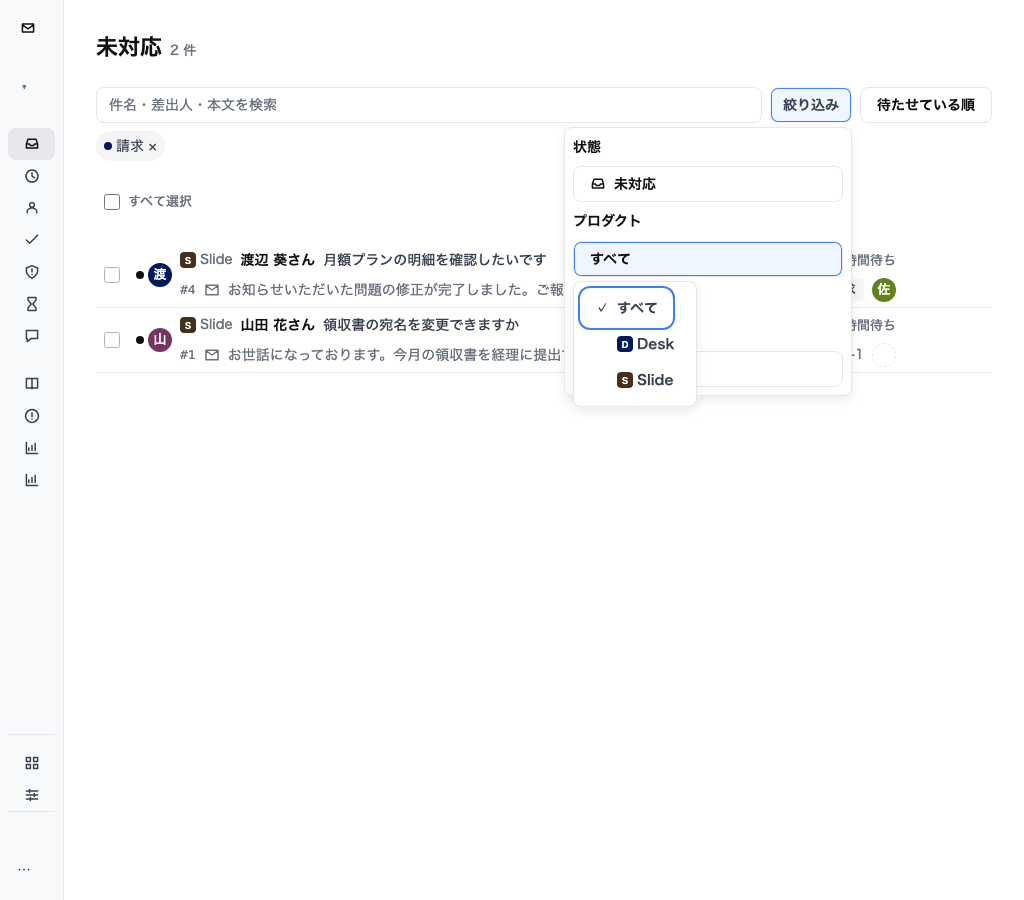 未対応 2 件
件名・差出人・本文を検索
絞り込み
待たせている順
請求 ×
状態
未対応
プロダクト
すべて
✓ すべて
D Desk
S Slide
すべて選択
渡
S Slide 渡辺 葵さん 月額プランの明細を確認したいです
時間待ち
#4 お知らせいただいた問題の修正が完了しました。ご報
佐
山
S Slide 山田 花さん 領収書の宛名を変更できますか
時間待ち
#1 お世話になっております。今月の領収書を経理に提出
-1
…